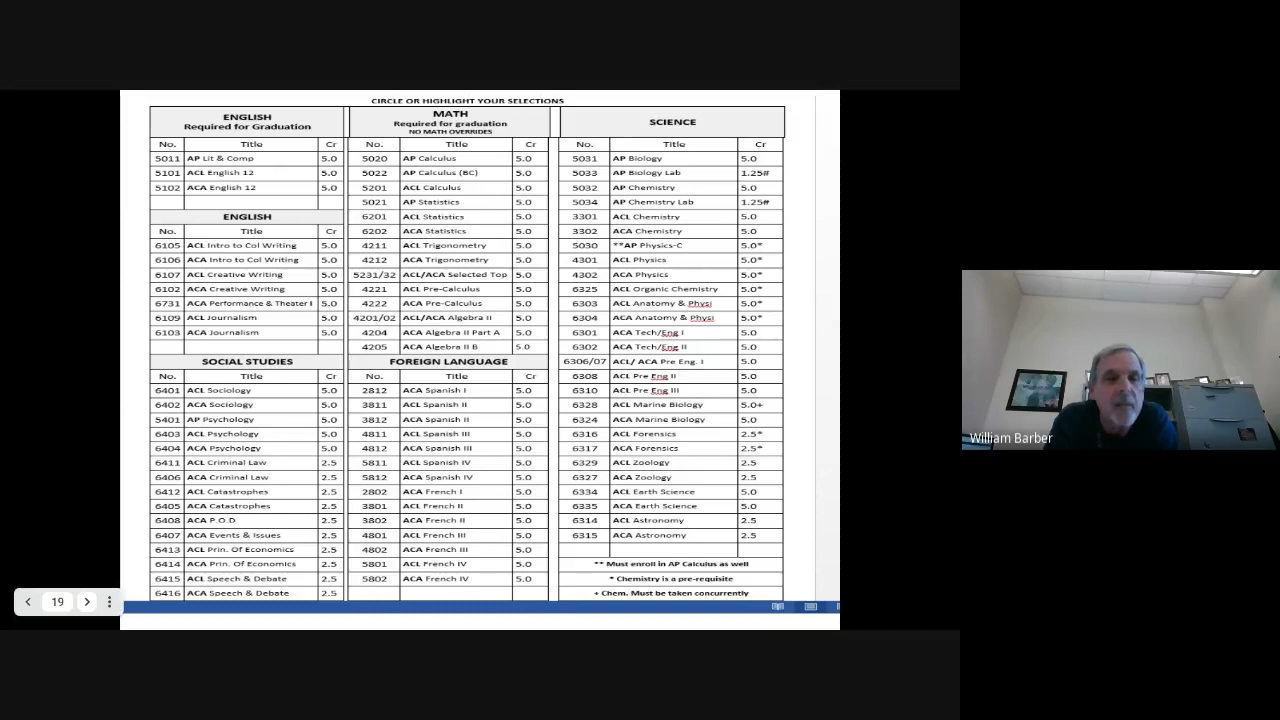 CIRCLE OR HIGHLIGHT YOUR SELECTIONS
ENGLISH
Required for Graduation
No. Title Cr
5011 AP Lit & Comp 5.0
5101 ACL English 12 5.0
5102 ACA English 12 5.0
ENGLISH
No. Title Cr
6105 ACL Intro to Col Writing 5.0
6106 ACA Intro to Col Writing 5.0
6107 ACL Creative Writing 5.0
6102 ACA Creative Writing 5.0
6731 ACA Performance & Theater I 5.0
6109 ACL Journalism 5.0
6103 ACA Journalism 5.0
SOCIAL STUDIES
No. Title Cr
6401 ACL Sociology 5.0
6402 ACA Sociology 5.0
5401 AP Psychology 5.0
6403 ACL Psychology 5.0
6404 ACA Psychology 5.0
6411 ACL Criminal Law 2.5
6406 ACA Criminal Law 2.5
6412 ACL Catastrophes 2.5
6405 ACA Catastrophes 2.5
6408 ACA P.O.D 2.5
6407 ACA Events & Issues 2.5
6413 ACL Prin. Of Economics 2.5
6414 ACA Prin. Of Economics 2.5
6415 ACL Speech & Debate 2.5
6416 ACA Speech & Debate 2.5
MATH
Required for graduation
NO MATH OVERRIDES
No. Title Cr
5020 AP Calculus 5.0
5022 AP Calculus (BC) 5.0
5201 ACL Calculus 5.0
5021 AP Statistics 5.0
6201 ACL Statistics 5.0
6202 ACA Statistics 5.0
4211 ACL Trigonometry 5.0
4212 ACA Trigonometry 5.0
5231/32 ACL/ACA Selected Top 5.0
4221 ACL Pre-Calculus 5.0
4222 ACA Pre-Calculus 5.0
4201/02 ACL/ACA Algebra II 5.0
4204 ACA Algebra II Part A 5.0
4205 ACA Algebra II B 5.0
FOREIGN LANGUAGE
No. Title Cr
2812 ACA Spanish I 5.0
3811 ACL Spanish II 5.0
3812 ACA Spanish II 5.0
4811 ACL Spanish III 5.0
4812 ACA Spanish III 5.0
5811 ACL Spanish IV 5.0
5812 ACA Spanish IV 5.0
2802 ACA French I 5.0
3801 ACL French II 5.0
3802 ACA French II 5.0
4801 ACL French III 5.0
4802 ACA French III 5.0
5801 ACL French IV 5.0
5802 ACA French IV 5.0
SCIENCE
No. Title Cr
5031 AP Biology 5.0
5033 AP Biology Lab 1.25#
5032 AP Chemistry 5.0
5034 AP Chemistry Lab 1.25#
3301 ACL Chemistry 5.0
3302 ACA Chemistry 5.0
5030 **AP Physics-C 5.0*
4301 ACL Physics 5.0*
4302 ACA Physics 5.0*
6325 ACL Organic Chemistry 5.0*
6303 ACL Anatomy & Physi 5.0*
6304 ACA Anatomy & Physi 5.0*
6301 ACA Tech/Eng I 5.0
6302 ACA Tech/Eng II 5.0
6306/07 ACL/ ACA Pre Eng. I 5.0
6308 ACL Pre Eng II 5.0
6310 ACL Pre Eng III 5.0
6328 ACL Marine Biology 5.0+
6324 ACA Marine Biology 5.0
6316 ACL Forensics 2.5*
6317 ACA Forensics 2.5*
6329 ACL Zoology 2.5
6327 ACA Zoology 2.5
6334 ACL Earth Science 5.0
6335 ACA Earth Science 5.0
6314 ACL Astronomy 2.5
6315 ACA Astronomy 2.5
** Must enroll in AP Calculus as well
* Chemistry is a pre-requisite
+ Chem. Must be taken concurrently
19
William Barber